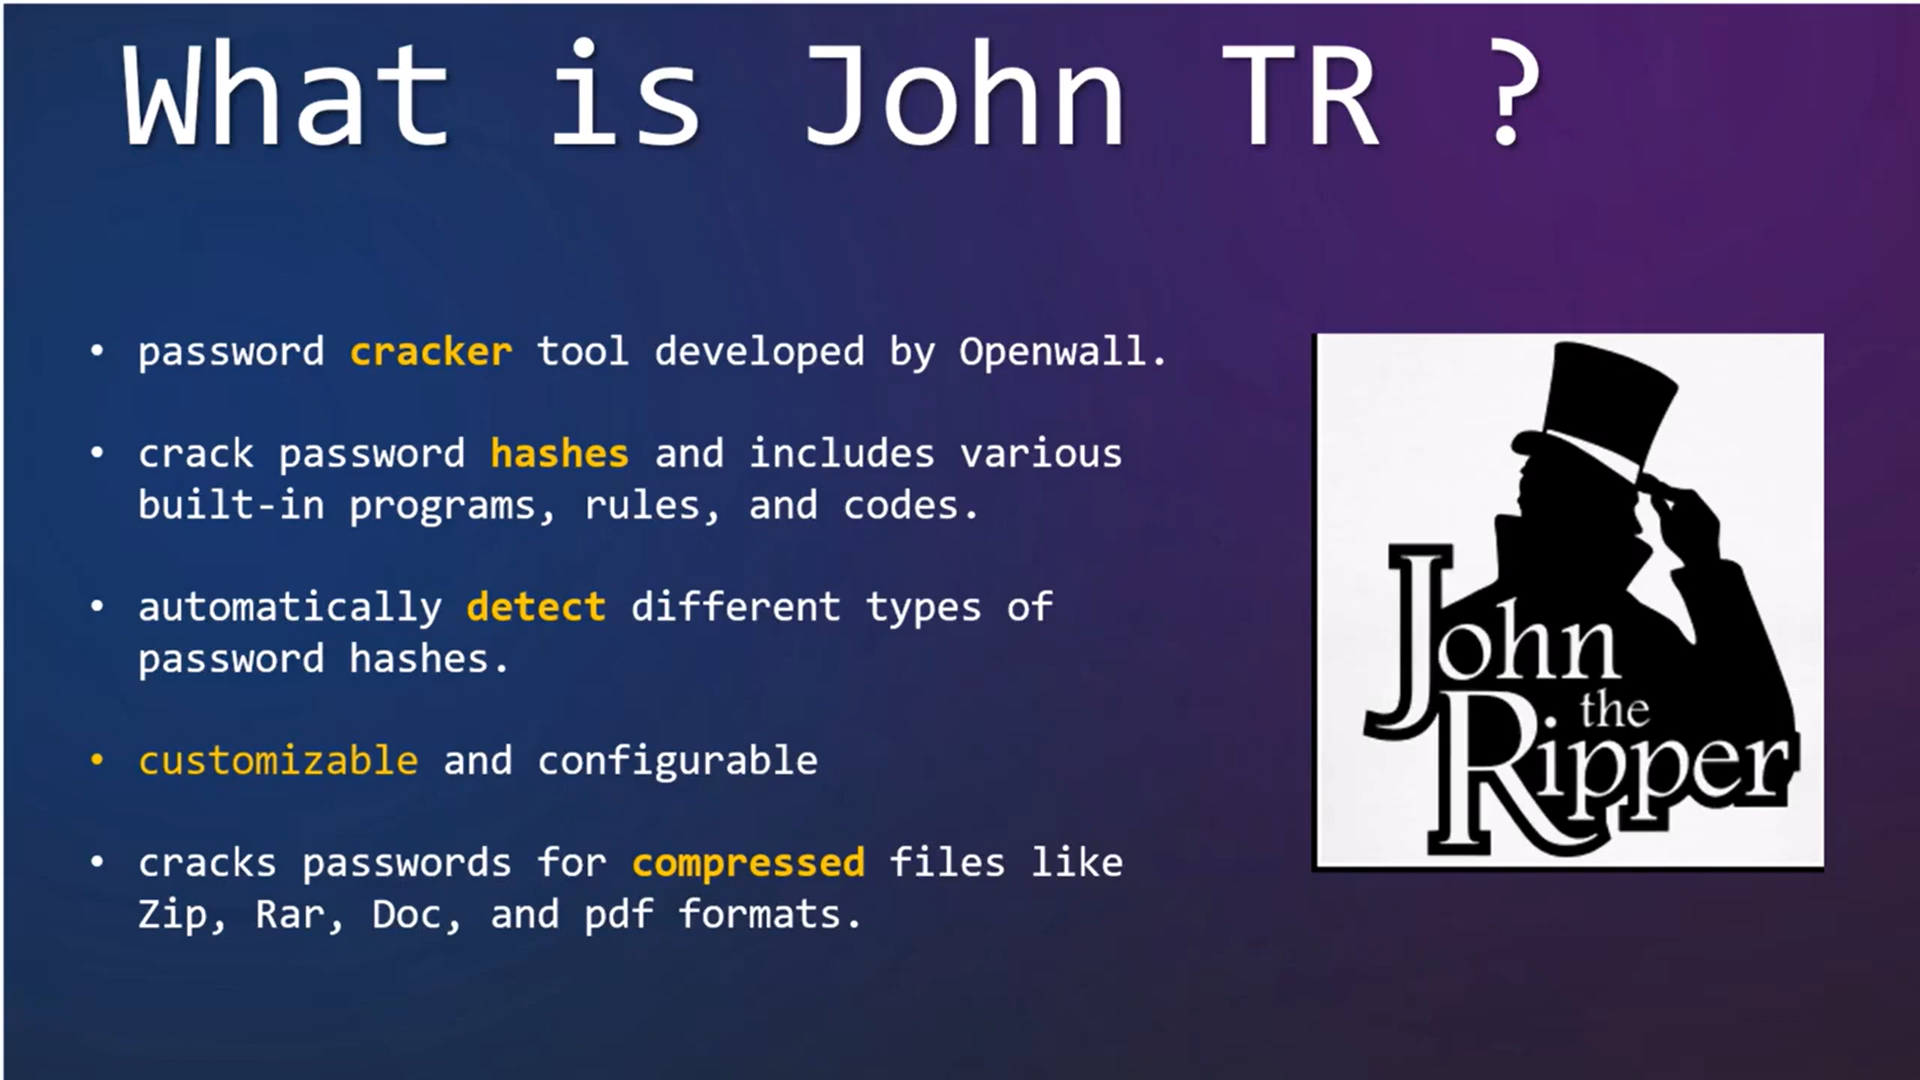 What is John TR ?
• password cracker tool developed by Openwall.
• crack password hashes and includes various
built-in programs, rules, and codes.
• automatically detect different types of
password hashes.
• customizable and configurable
• cracks passwords for compressed files like
Zip, Rar, Doc, and pdf formats.
John
the
Ripper